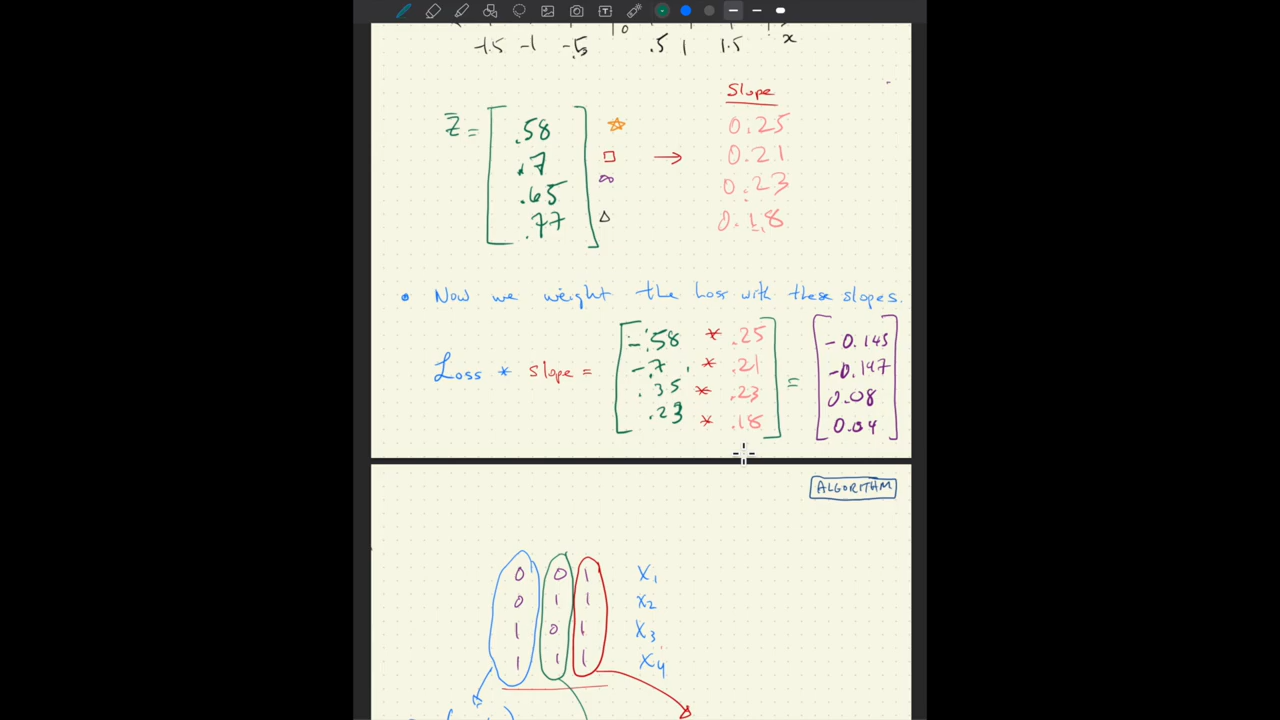 -1.5 -1 -.5 0 .5 1 1.5 x
Slope
Z̄ = .58 0.25
.7 → 0.21
.65 0.23
.77 0.18
• Now we weight the loss with these slopes.
Loss * slope =
-.58 * .25
-.7 * .21
.35 * .23
.23 * .18
=
-0.145
-0.147
0.08
0.04
ALGORITHM
0 0 1 X1
0 1 1 X2
1 0 1 X3
1 1 1 X4